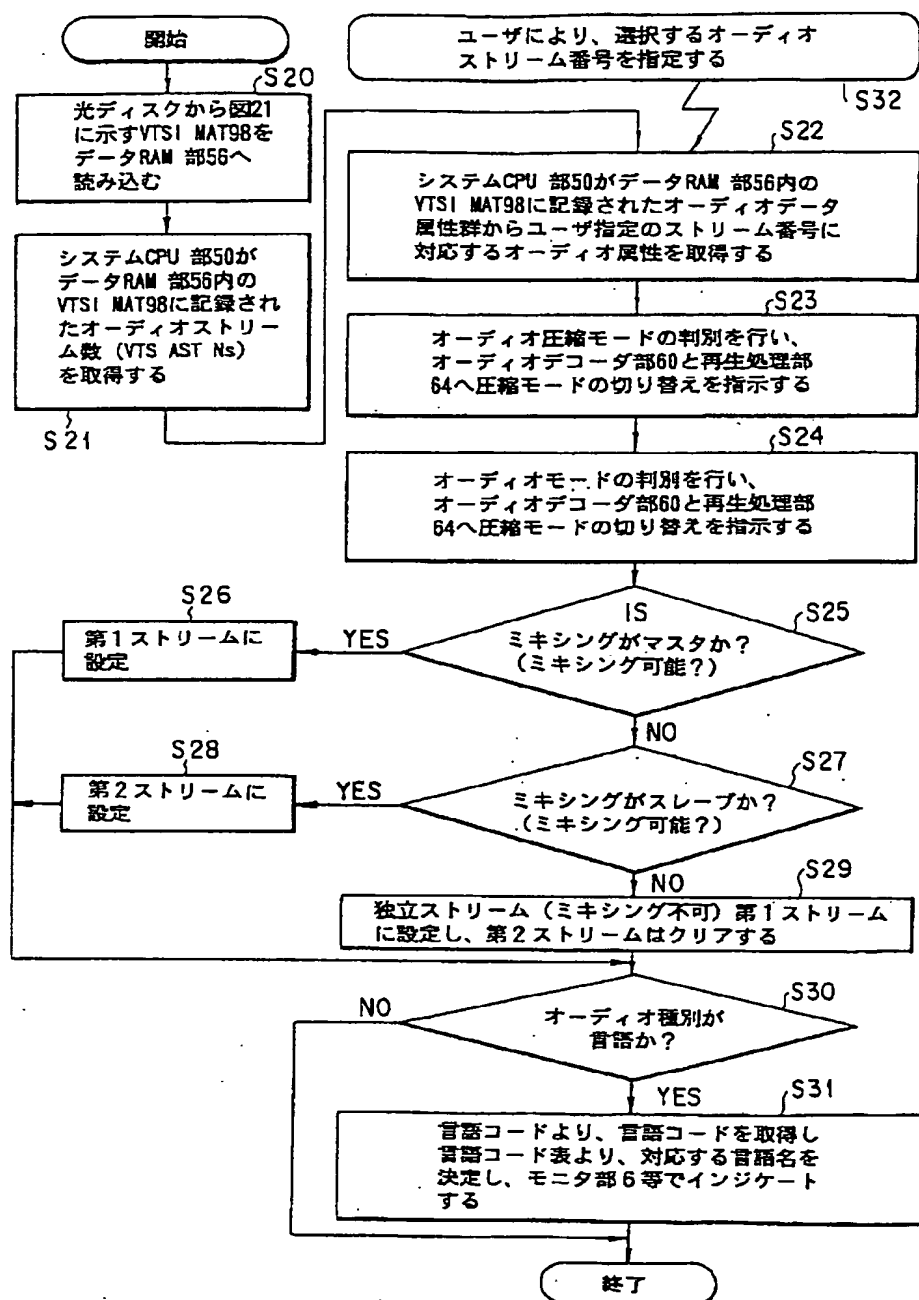 開始
S20
光ディスクから図21
に示すVTSI MAT98を
データRAM 部56へ
読み込む
システムCPU 部50が
データRAM 部56内の
VTSI MAT98に記録され
たオーディオストリー
ム数 (VTS AST Ns)
を取得する
S21
ユーザにより、選択するオーディオ
ストリーム番号を指定する
S32
S22
システムCPU 部50がデータRAM 部56内の
VTSI MAT98に記録されたオーディオデータ
属性群からユーザ指定のストリーム番号に
対応するオーディオ属性を取得する
S23
オーディオ圧縮モードの判別を行い、
オーディオデコーダ部60と再生処理部
64へ圧縮モードの切り替えを指示する
S24
オーディオモードの判別を行い、
オーディオデコーダ部60と再生処理部
64へ圧縮モードの切り替えを指示する
S25
IS
ミキシングがマスタか?
(ミキシング可能?)
YES
S26
第1ストリームに
設定
NO
S27
ミキシングがスレーブか?
(ミキシング可能?)
YES
S28
第2ストリームに
設定
NO
S29
独立ストリーム (ミキシング不可) 第1ストリーム
に設定し、第2ストリームはクリアする
S30
オーディオ種別が
言語か?
NO
YES
S31
言語コードより、言語コードを取得し
言語コード表より、対応する言語名を
決定し、モニタ部6等でインジケート
する
終了